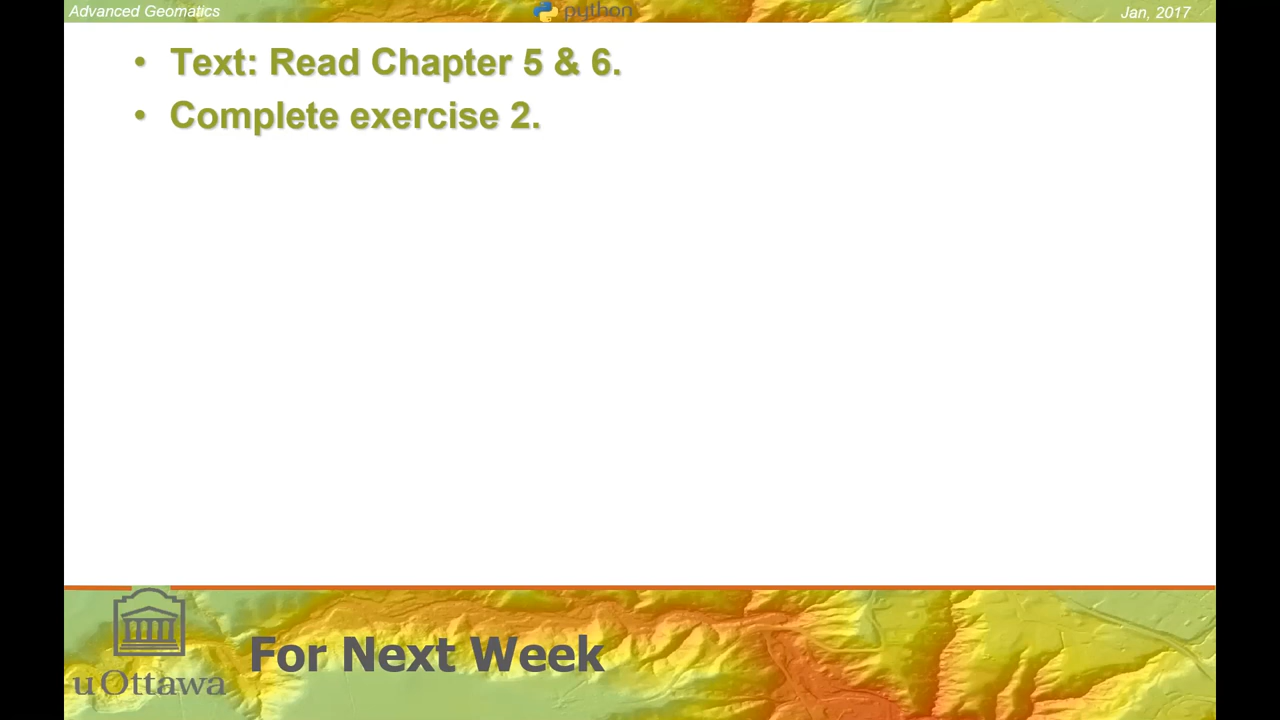 Advanced Geomatics
python
Jan, 2017
• Text: Read Chapter 5 & 6.
• Complete exercise 2.
For Next Week
uOttawa